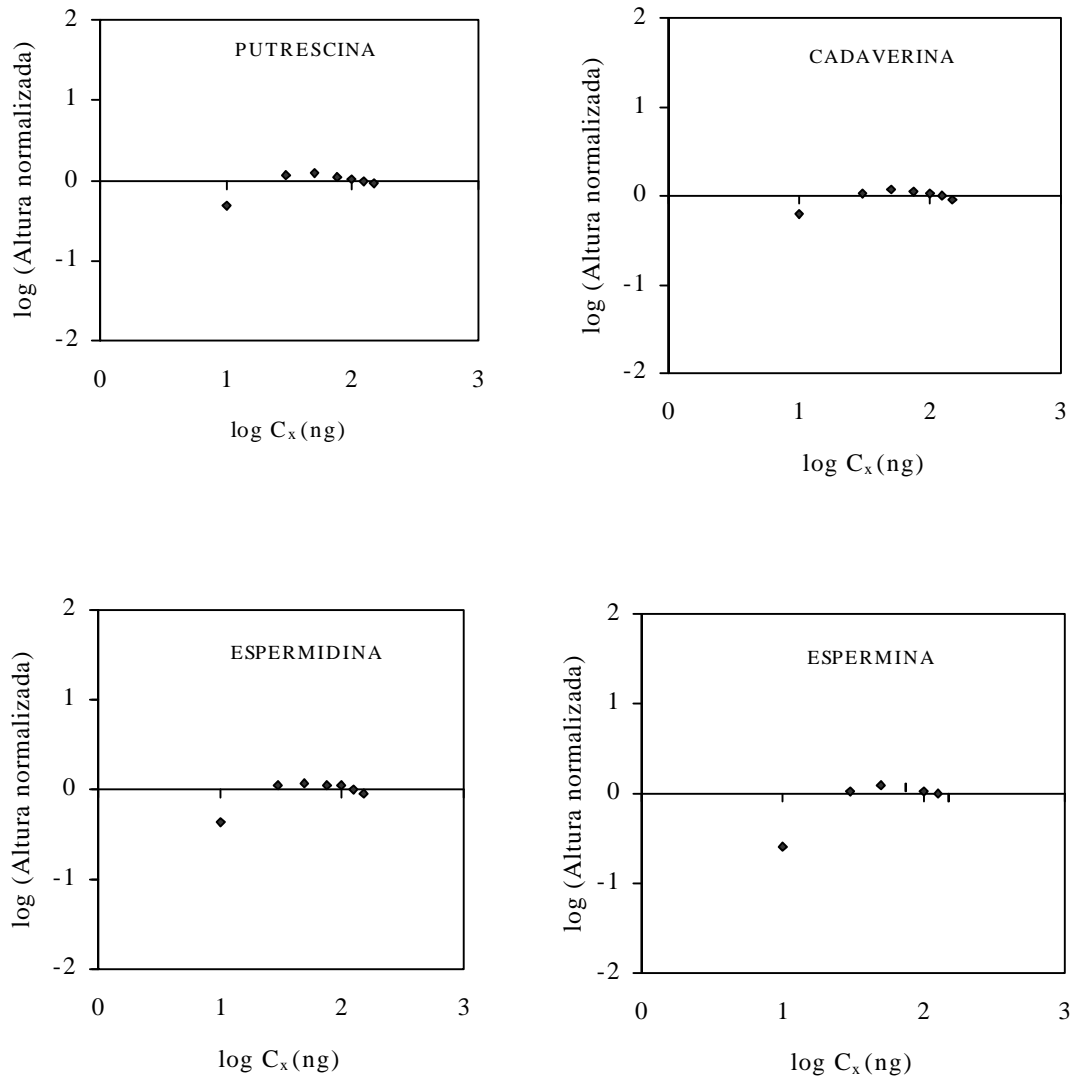 PUTRESCINA
log (Altura normalizada)
2
1
0
-1
-2
0 1 2 3
log Cx (ng)
CADAVERINA
log (Altura normalizada)
2
1
0
-1
-2
0 1 2 3
log Cx (ng)
ESPERMIDINA
log (Altura normalizada)
2
1
0
-1
-2
0 1 2 3
log Cx (ng)
ESPERMINA
log (Altura normalizada)
2
1
0
-1
-2
0 1 2 3
log Cx (ng)